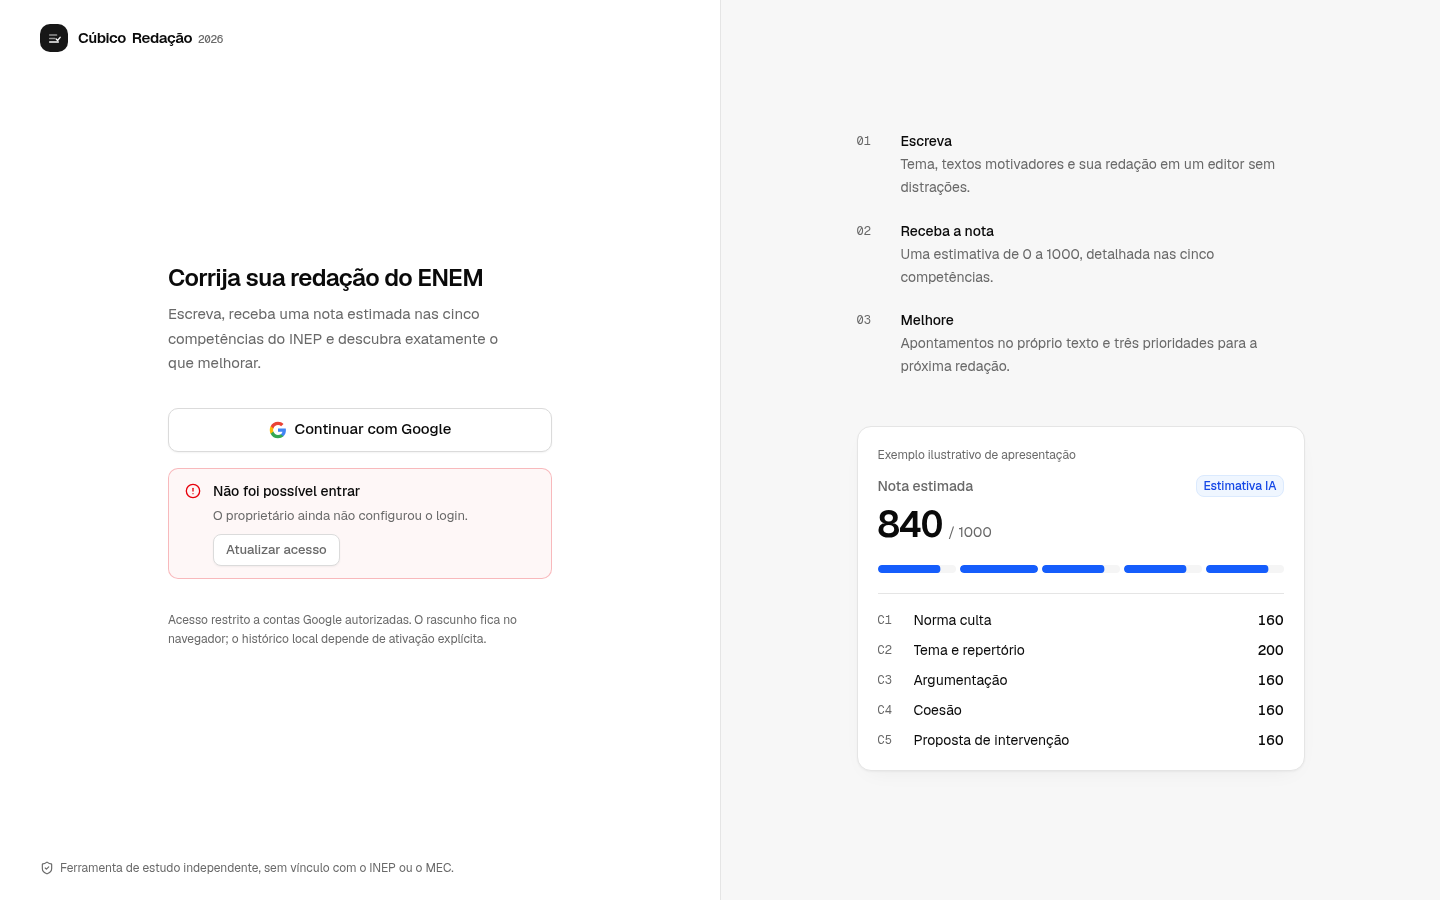 Cúbico Redação 2026
Corrija sua redação do ENEM
Escreva, receba uma nota estimada nas cinco
competências do INEP e descubra exatamente o
que melhorar.
Continuar com Google
Não foi possível entrar
O proprietário ainda não configurou o login.
Atualizar acesso
Acesso restrito a contas Google autorizadas. O rascunho fica no
navegador; o histórico local depende de ativação explícita.
Ferramenta de estudo independente, sem vínculo com o INEP ou o MEC.
01 Escreva
Tema, textos motivadores e sua redação em um editor sem
distrações.
02 Receba a nota
Uma estimativa de 0 a 1000, detalhada nas cinco
competências.
03 Melhore
Apontamentos no próprio texto e três prioridades para a
próxima redação.
Exemplo ilustrativo de apresentação
Nota estimada Estimativa IA
840 / 1000
C1 Norma culta 160
C2 Tema e repertório 200
C3 Argumentação 160
C4 Coesão 160
C5 Proposta de intervenção 160